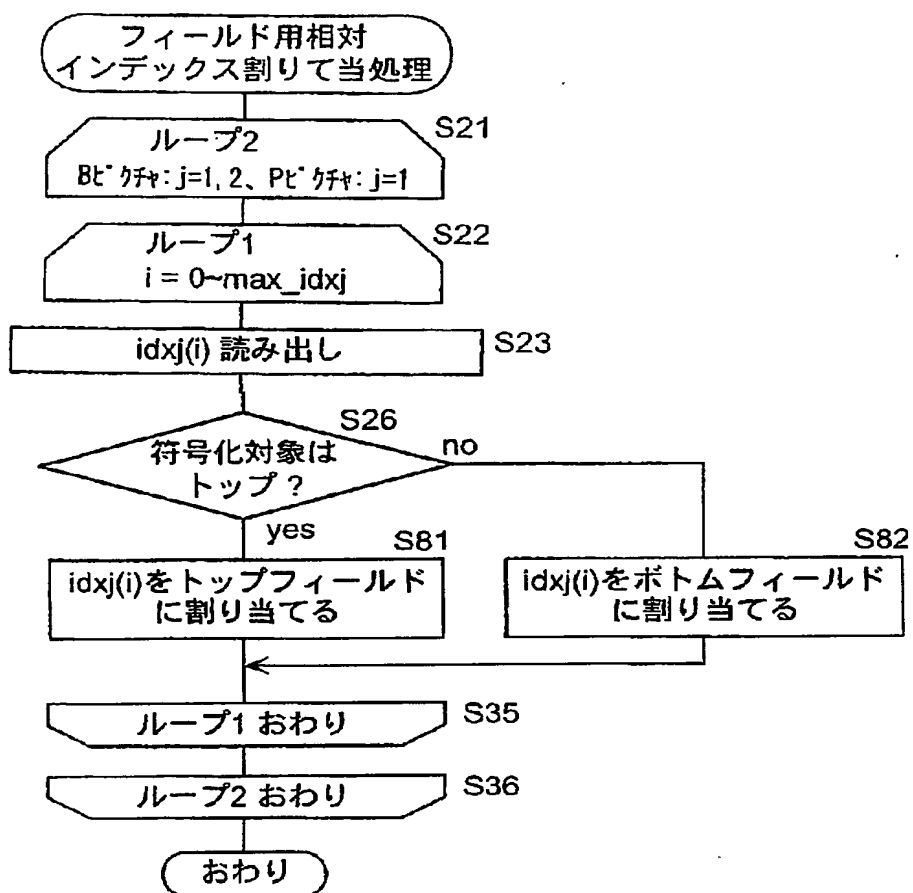 フィールド用相対
インデックス割りて当処理
S21
ループ2
Bﾋﾟｸﾁｬ:j=1,2、Pﾋﾟｸﾁｬ:j=1
S22
ループ1
i = 0~max_idxj
idxj(i) 読み出し
S23
S26
符号化対象は
トップ？
no
yes
S81
idxj(i)をトップフィールド
に割り当てる
S82
idxj(i)をボトムフィールド
に割り当てる
ループ1 おわり
S35
ループ2 おわり
S36
おわり